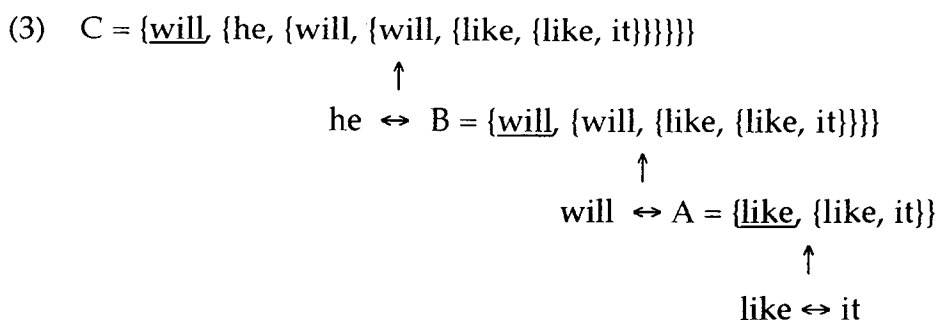 (3) C = {will, {he, {will, {will, {like, {like, it}}}}}}
↑
he ↔ B = {will, {will, {like, {like, it}}}}
↑
will ↔ A = {like, {like, it}}
↑
like ↔ it